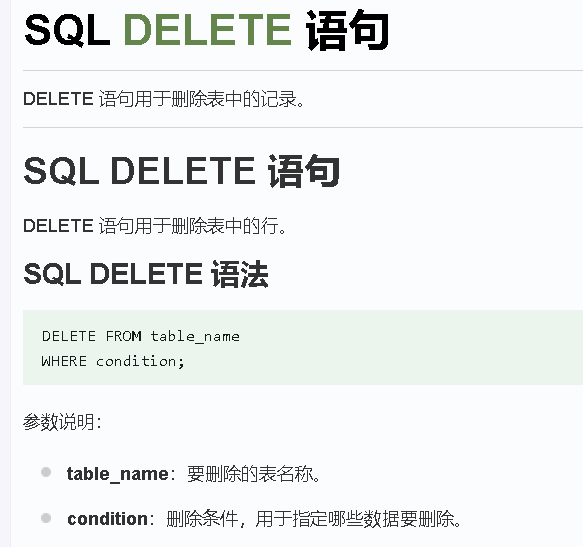 SQL DELETE 语句
DELETE 语句用于删除表中的记录。
SQL DELETE 语句
DELETE 语句用于删除表中的行。
SQL DELETE 语法
DELETE FROM table_name
WHERE condition;
参数说明：
table_name：要删除的表名称。
condition：删除条件，用于指定哪些数据要删除。